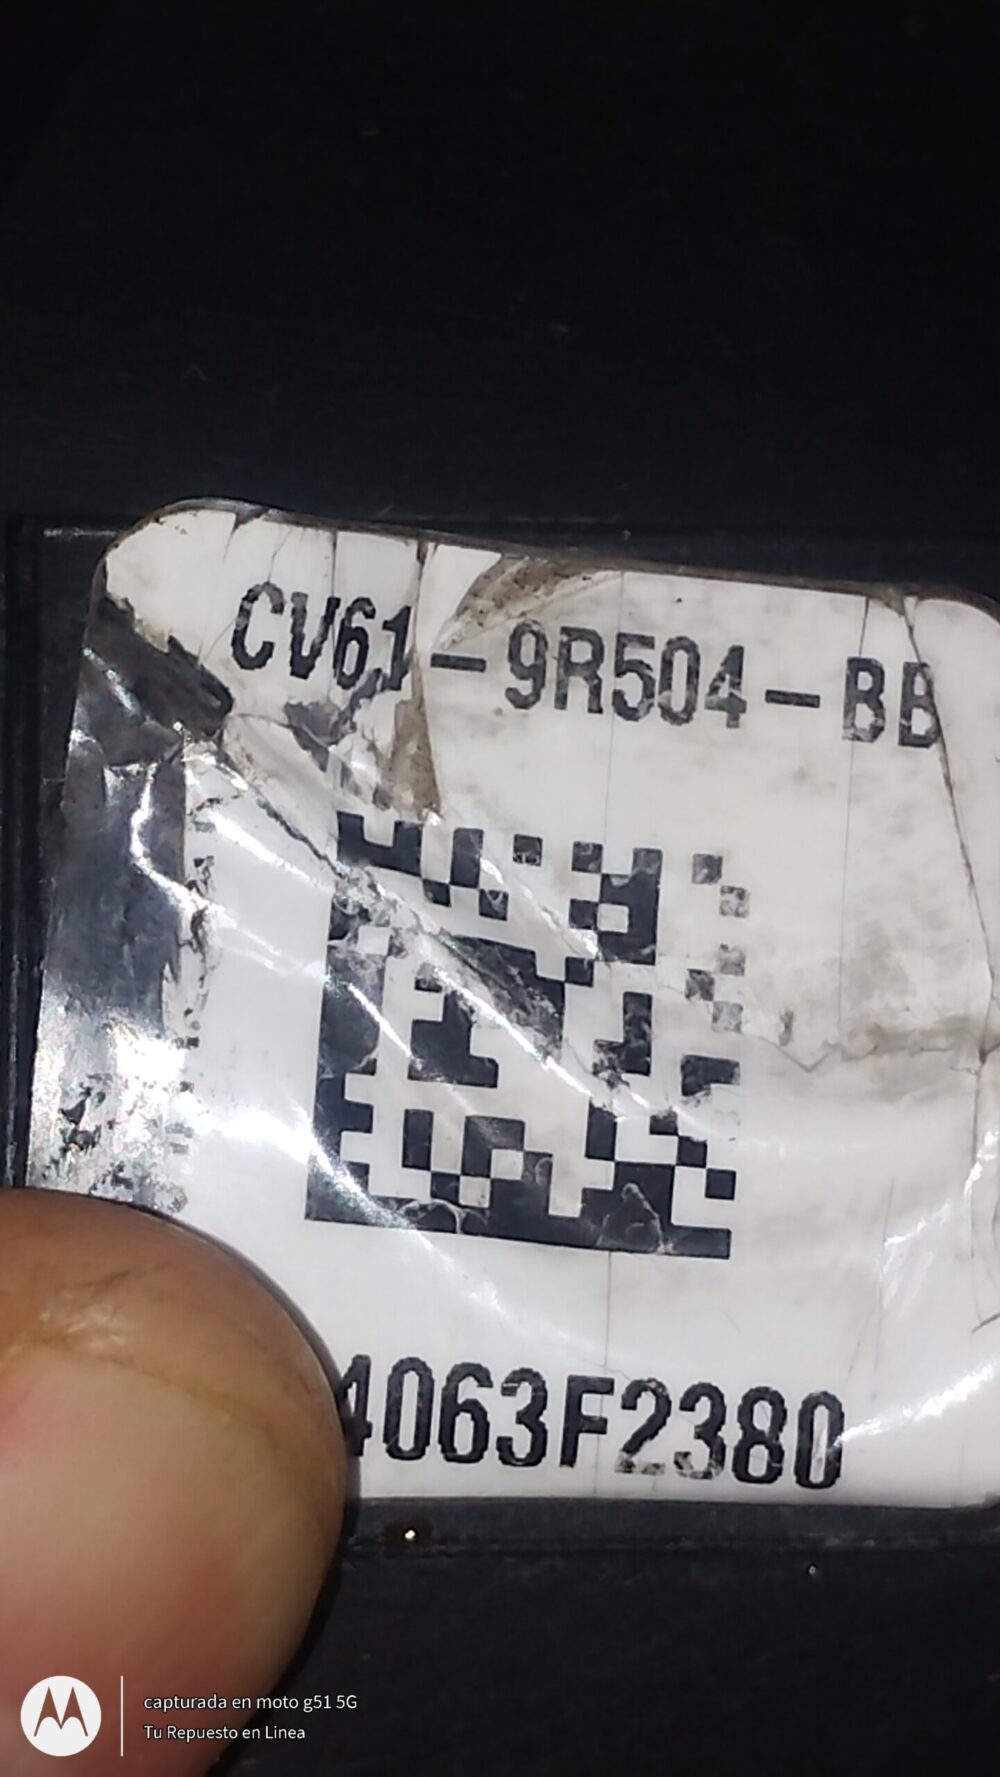 CV61-9R504-BB
4063F2380
capturada en moto g51 5G
Tu Repuesto en Linea